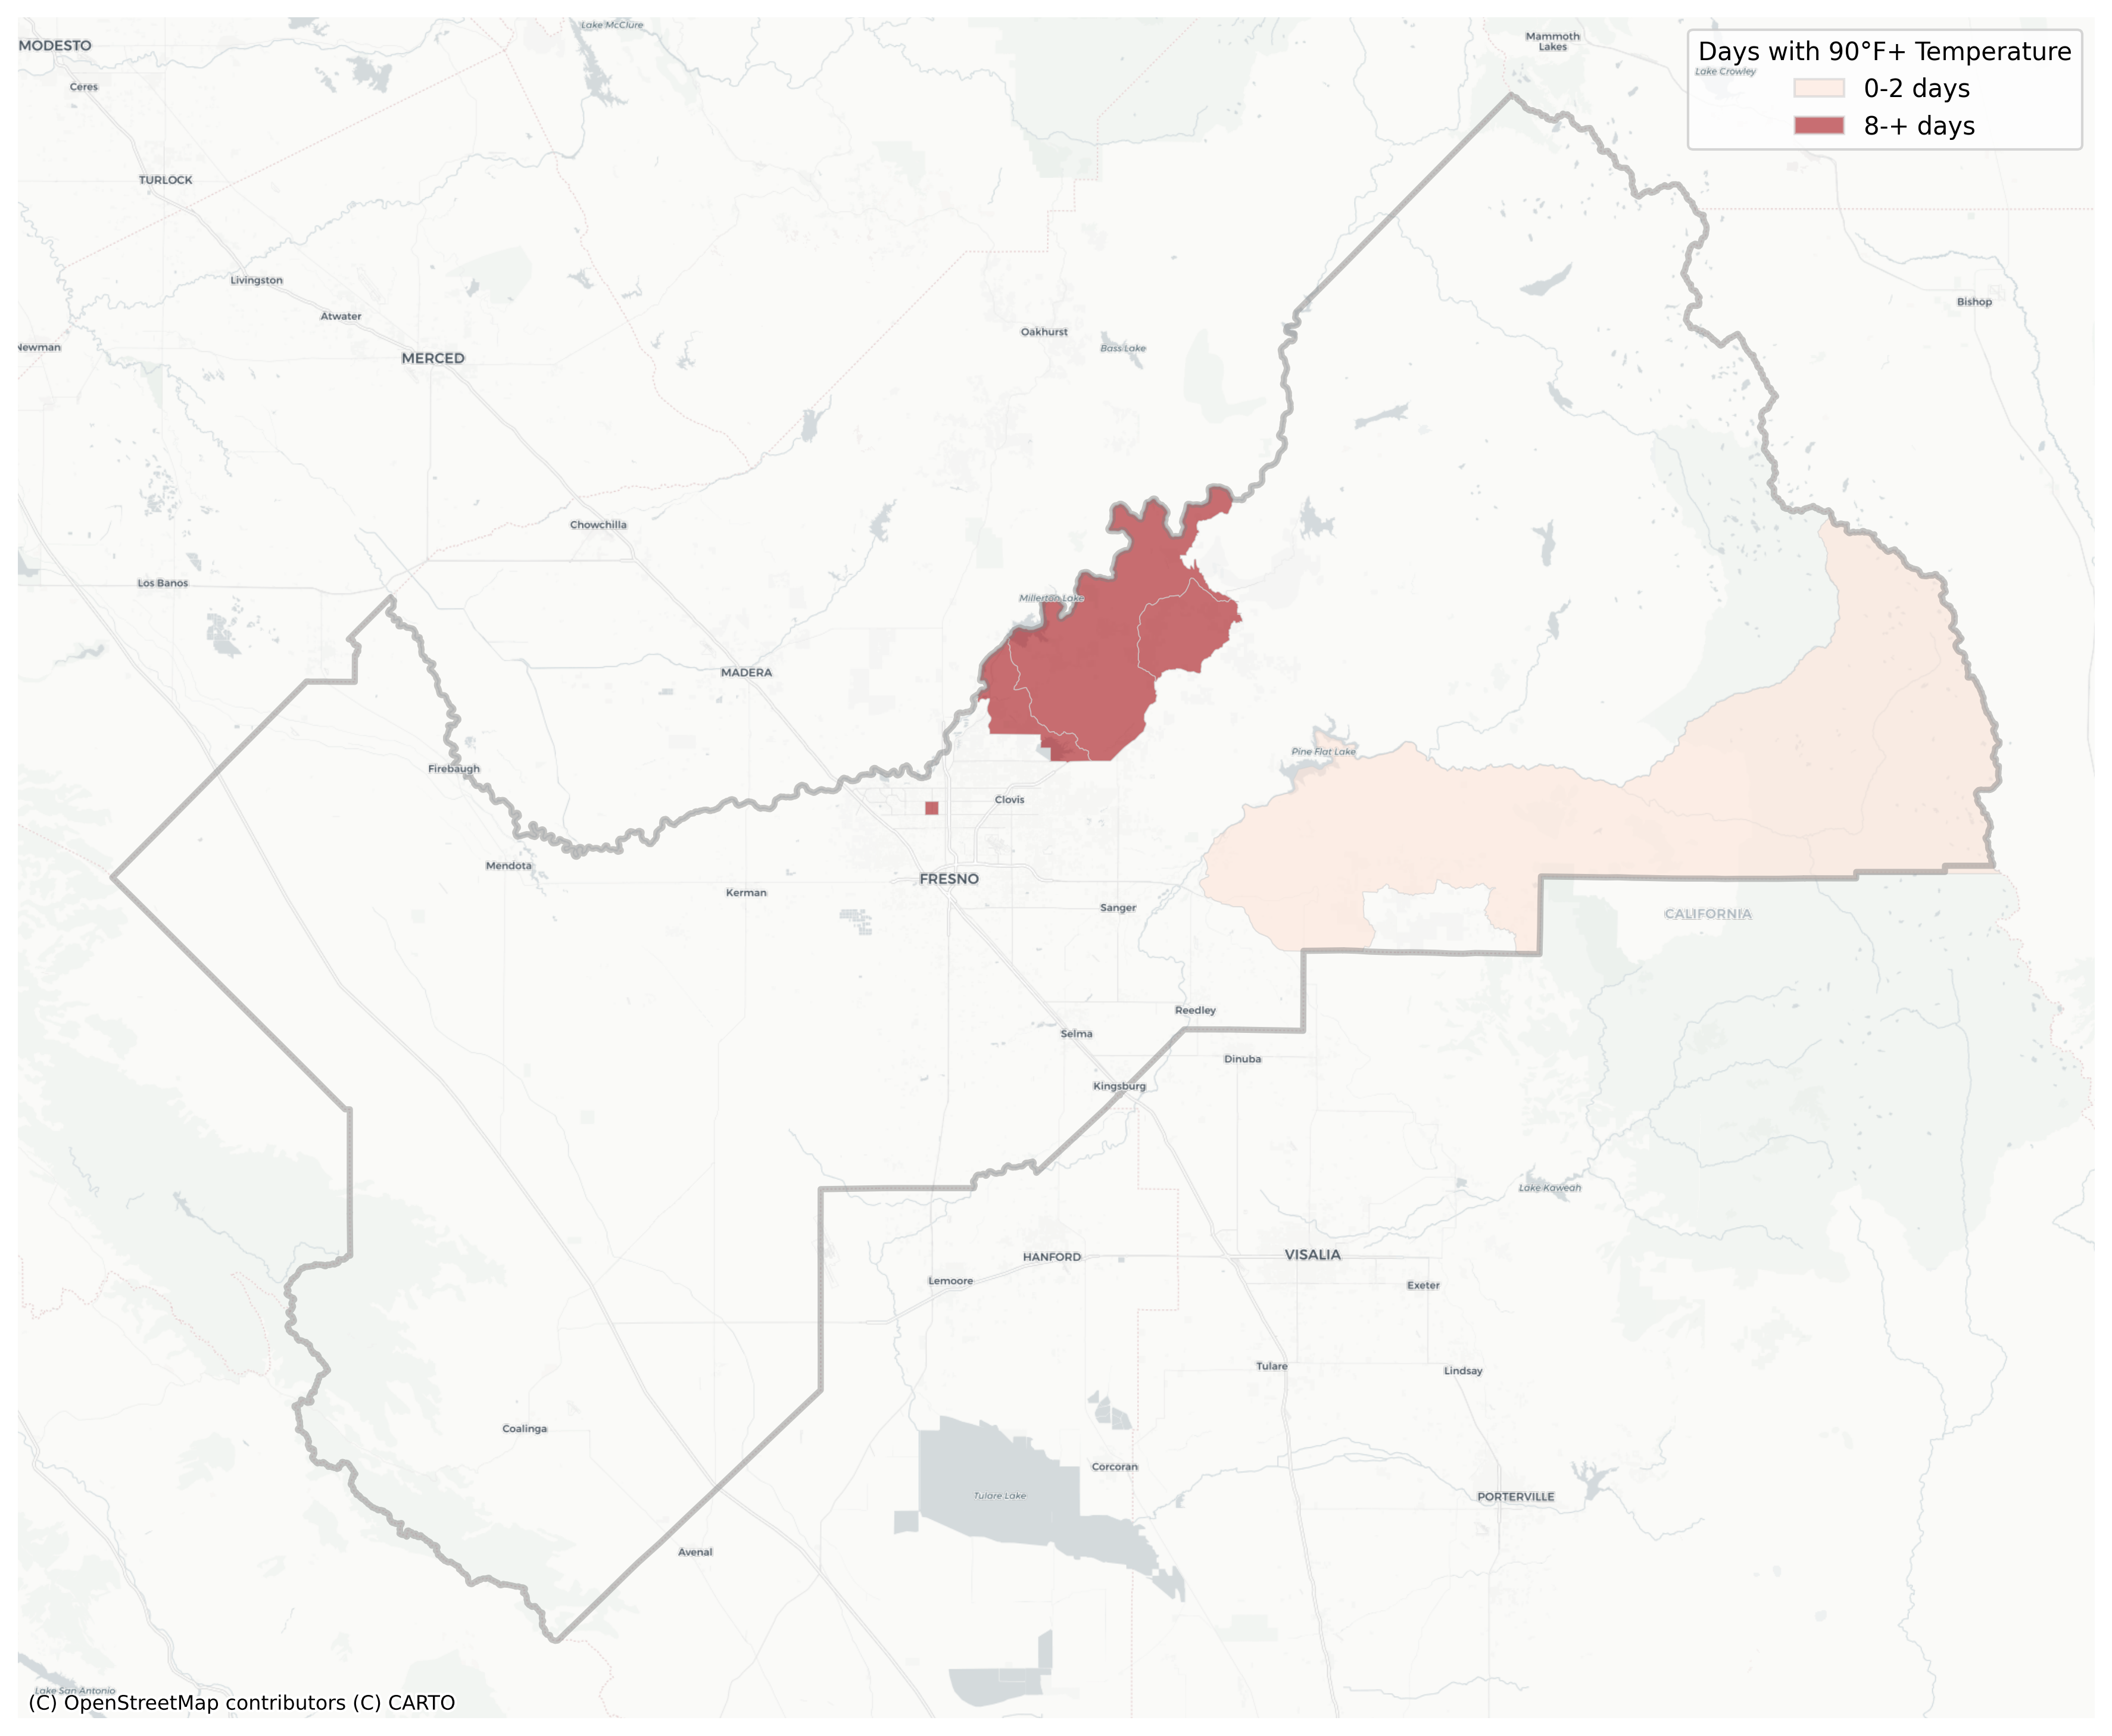 Lake McClure
MODESTO
Mammoth
Lakes
Days with 90°F+ Temperature
Lake Crowley
0-2 days
8-+ days
Ceres
TURLOCK
Livingston
Bishop
Atwater
Oakhurst
Newman
Bass Lake
MERCED
Chowchilla
Los Banos
Millerton Lake
MADERA
Pine Flat Lake
Firebaugh
Clovis
Mendota
FRESNO
Kerman
Sanger
CALIFORNIA
Reedley
Selma
Dinuba
Kingsburg
Lake Kaweah
HANFORD
VISALIA
Lemoore
Exeter
Tulare
Lindsay
Coalinga
Corcoran
Tulare Lake
PORTERVILLE
Avenal
Lake San Antonio
(C) OpenStreetMap contributors (C) CARTO